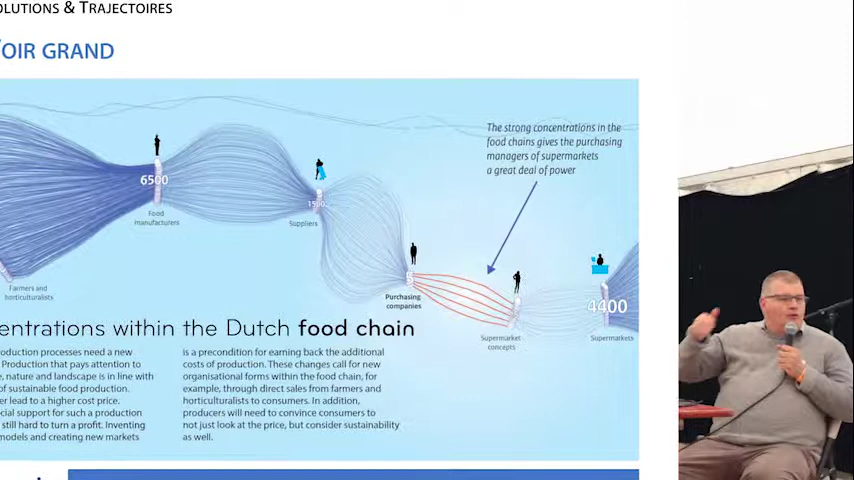 OLUTIONS & TRAJECTOIRES
OIR GRAND
The strong concentrations in the
food chains gives the purchasing
managers of supermarkets
a great deal of power
6500
Food
manufacturers
1500
Suppliers
Farmers and
horticulturalists
5
Purchasing
companies
Supermarket
concepts
4400
Supermarkets
entrations within the Dutch food chain
oduction processes need a new
Production that pays attention to
, nature and landscape is in line with
of sustainable food production.
er lead to a higher cost price.
cial support for such a production
still hard to turn a profit. Inventing
models and creating new markets
is a precondition for earning back the additional
costs of production. These changes call for new
organisational forms within the food chain, for
example, through direct sales from farmers and
horticulturalists to consumers. In addition,
producers will need to convince consumers to
not just look at the price, but consider sustainability
as well.